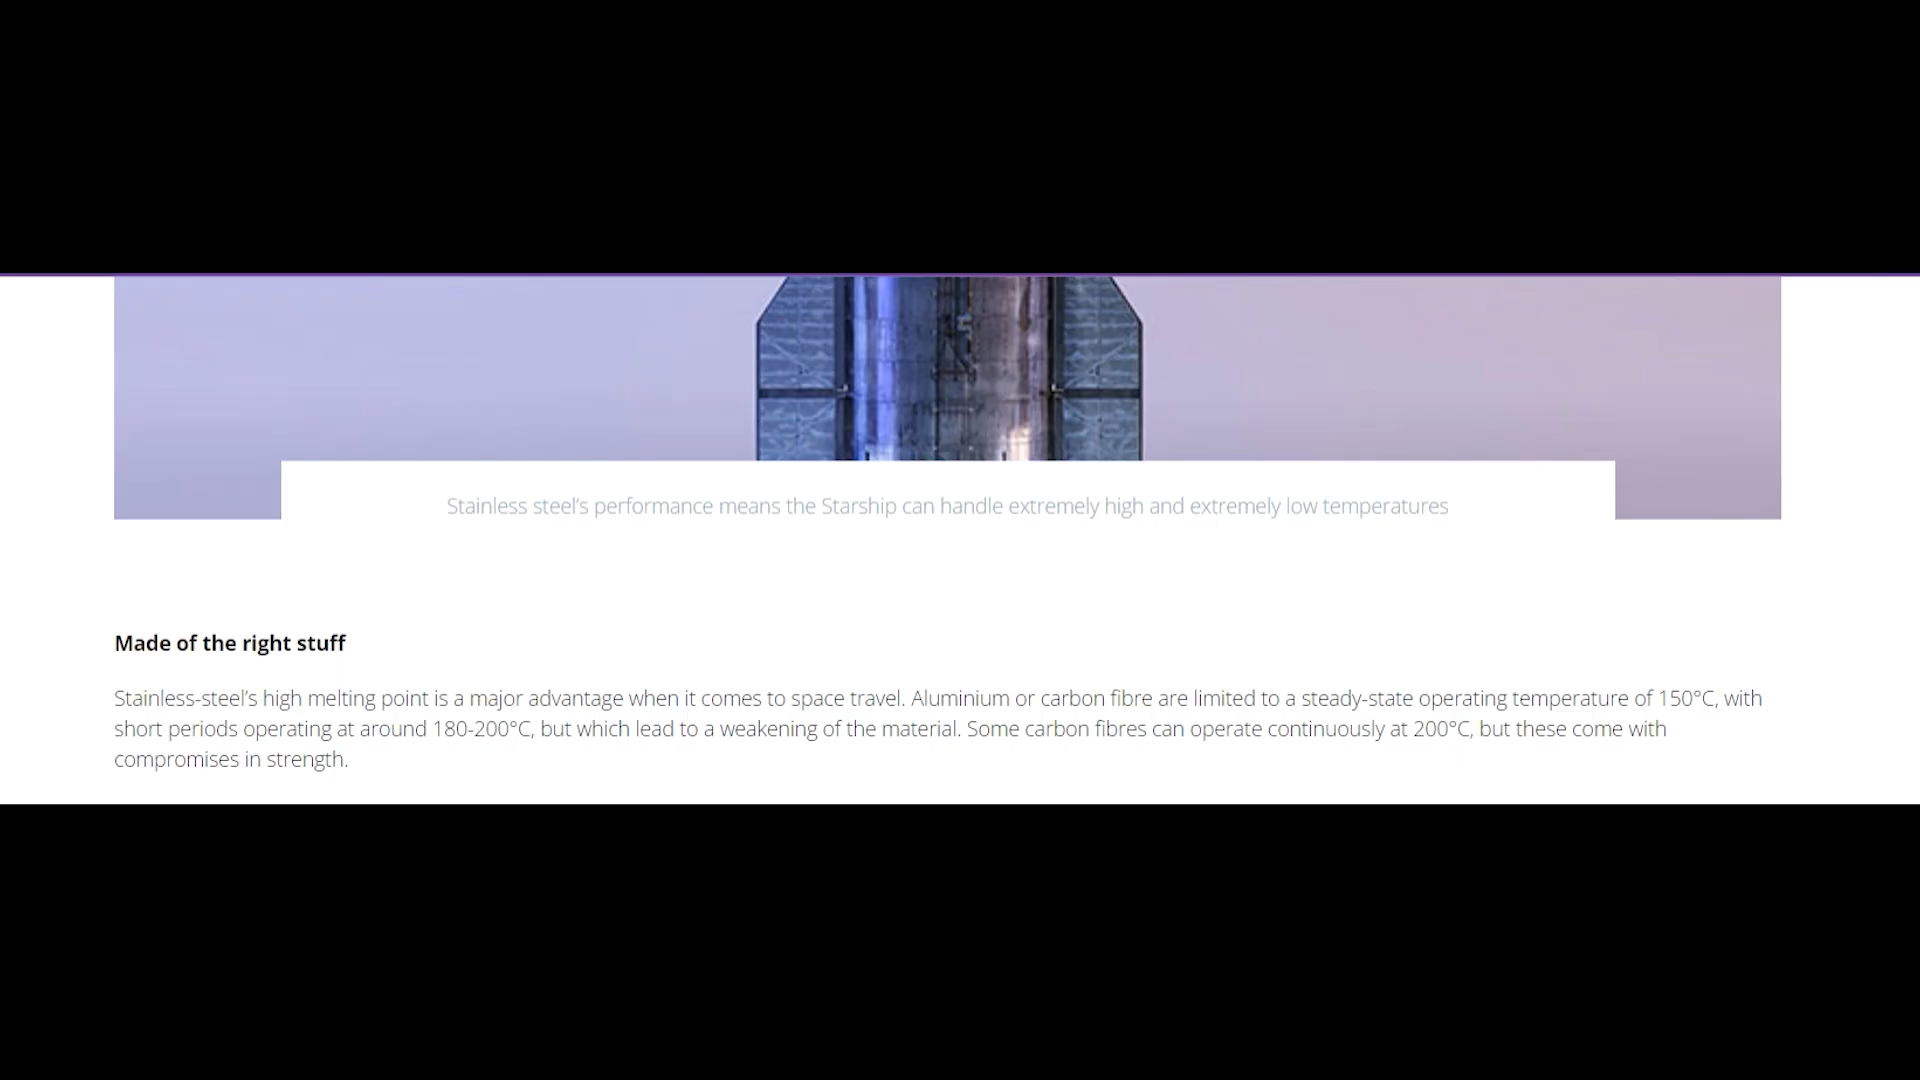 Stainless steel’s performance means the Starship can handle extremely high and extremely low temperatures
Made of the right stuff
Stainless-steel’s high melting point is a major advantage when it comes to space travel. Aluminium or carbon fibre are limited to a steady-state operating temperature of 150°C, with
short periods operating at around 180-200°C, but which lead to a weakening of the material. Some carbon fibres can operate continuously at 200°C, but these come with
compromises in strength.